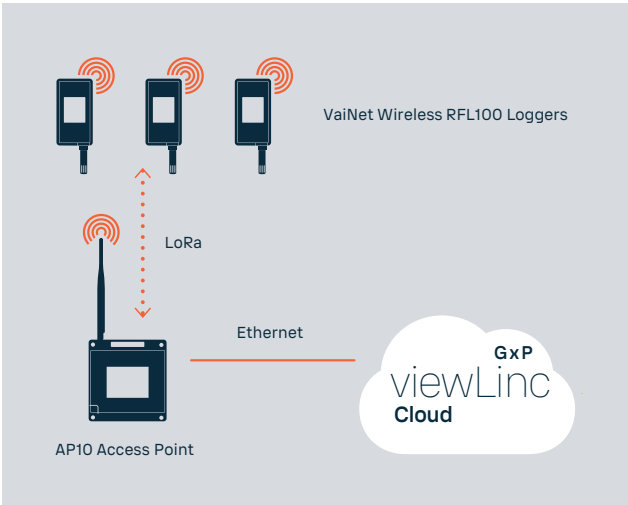 VaiNet Wireless RFL100 Loggers
LoRa
Ethernet
GxP
viewLinc
Cloud
AP10 Access Point